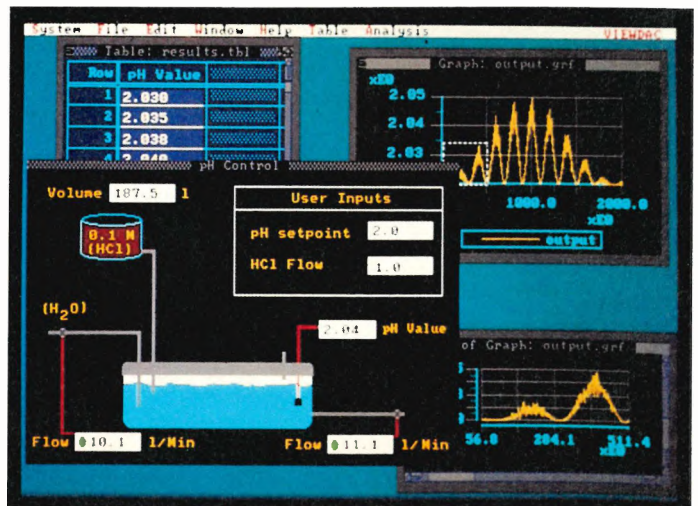 System File Edit Window Help Table Analysis VIEWDAC
Table: results.tbl
Row pH Value
1 2.030
2 2.035
3 2.038
4 2.040
Graph: output.grf
xE0
2.05
2.04
2.03
1000.0 2000.0
xE0
output
pH Control
Volume 187.5 l
0.1 M
(HCl)
User Inputs
pH setpoint 2.0
HCl Flow 1.0
(H2O)
2.04 pH Value
Flow 10.1 l/Min
Flow 11.1 l/Min
of Graph: output.grf
56.8 284.1 511.4
xE0